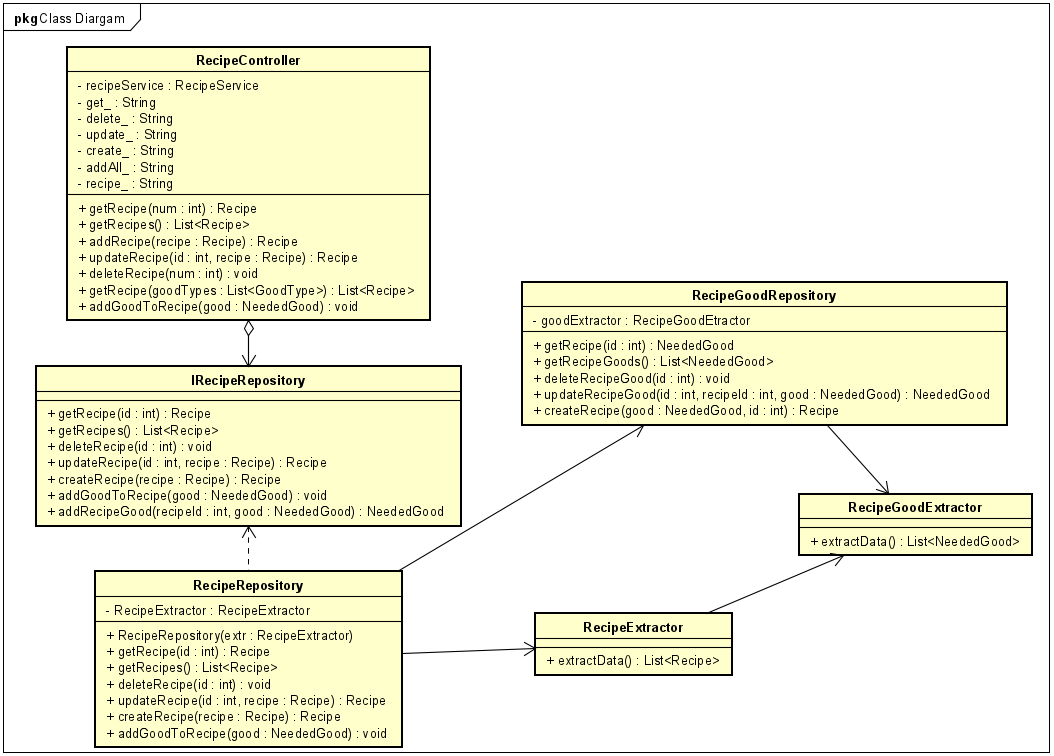 pkg Class Diargam
RecipeController
- recipeService : RecipeService
- get_ : String
- delete_ : String
- update_ : String
- create_ : String
- addAll_ : String
- recipe_ : String
+ getRecipe(num : int) : Recipe
+ getRecipes() : List<Recipe>
+ addRecipe(recipe : Recipe) : Recipe
+ updateRecipe(id : int, recipe : Recipe) : Recipe
+ deleteRecipe(num : int) : void
+ getRecipe(goodTypes : List<GoodType>) : List<Recipe>
+ addGoodToRecipe(good : NeededGood) : void
IRecipeRepository
+ getRecipe(id : int) : Recipe
+ getRecipes() : List<Recipe>
+ deleteRecipe(id : int) : void
+ updateRecipe(id : int, recipe : Recipe) : Recipe
+ createRecipe(recipe : Recipe) : Recipe
+ addGoodToRecipe(good : NeededGood) : void
+ addRecipeGood(recipeId : int, good : NeededGood) : NeededGood
RecipeGoodRepository
- goodExtractor : RecipeGoodEtractor
+ getRecipe(id : int) : NeededGood
+ getRecipeGoods() : List<NeededGood>
+ deleteRecipeGood(id : int) : void
+ updateRecipeGood(id : int, recipeId : int, good : NeededGood) : NeededGood
+ createRecipe(good : NeededGood, id : int) : Recipe
RecipeGoodExtractor
+ extractData() : List<NeededGood>
RecipeRepository
- RecipeExtractor : RecipeExtractor
+ RecipeRepository(extr : RecipeExtractor)
+ getRecipe(id : int) : Recipe
+ getRecipes() : List<Recipe>
+ deleteRecipe(id : int) : void
+ updateRecipe(id : int, recipe : Recipe) : Recipe
+ createRecipe(recipe : Recipe) : Recipe
+ addGoodToRecipe(good : NeededGood) : void
RecipeExtractor
+ extractData() : List<Recipe>